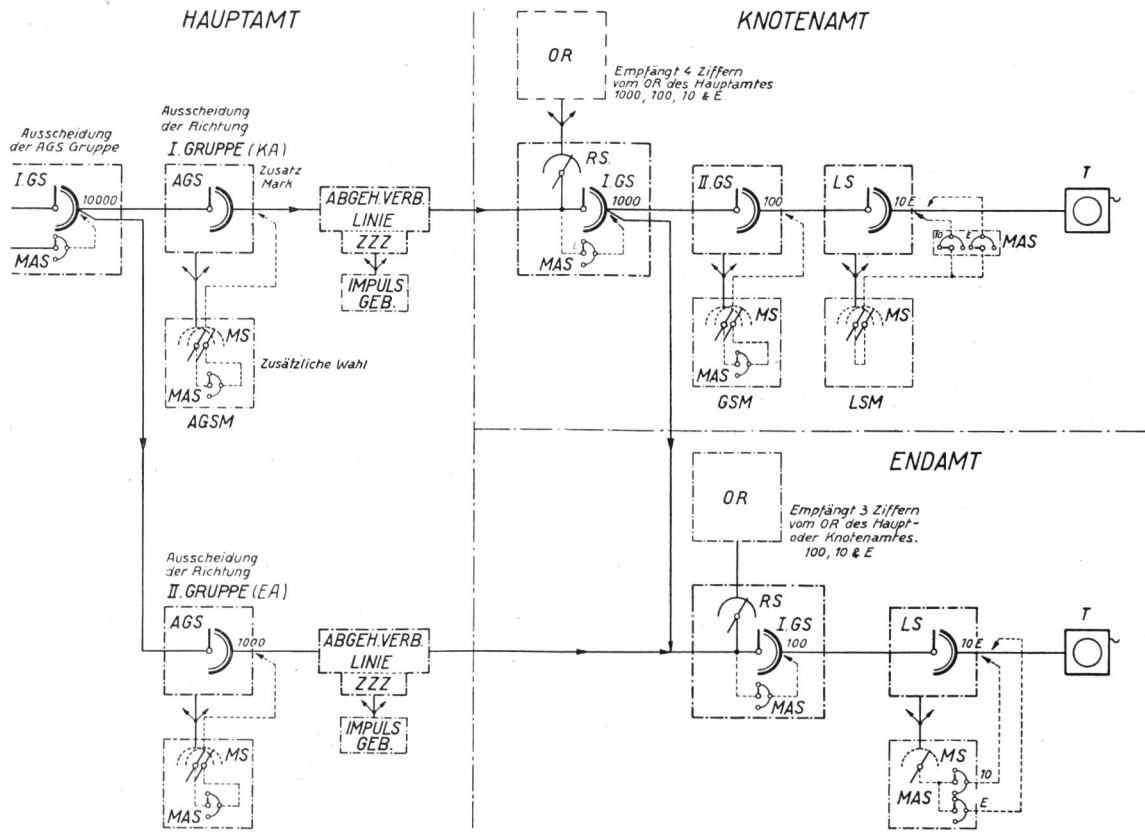 HAUPTAMT
KNOTENAMT
OR
Empfängt 4 Ziffern
vom OR des Hauptamtes
1000, 100, 10 & E.
Ausscheidung
der AGS Gruppe
Ausscheidung
der Richtung
I. GRUPPE (KA)
Zusatz
Mark
I.GS
10000
MAS
AGS
ABGEH.VERB.
LINIE
ZZZ
IMPULS
GEB.
MS
MAS
Zusätzliche Wahl
AGSM
RS.
I.GS
1000
MAS
II.GS
100
MS
MAS
GSM
LS
10 E
10
E
MAS
MS
LSM
T
ENDAMT
OR
Empfängt 3 Ziffern
vom OR des Haupt-
oder Knotenamtes.
100, 10 & E
Ausscheidung
der Richtung
II. GRUPPE (EA)
AGS
1000
ABGEH.VERB.
LINIE
ZZZ
IMPULS
GEB.
MS
MAS
RS
I.GS
100
MAS
LS
10 E
MS
10
MAS
E
T